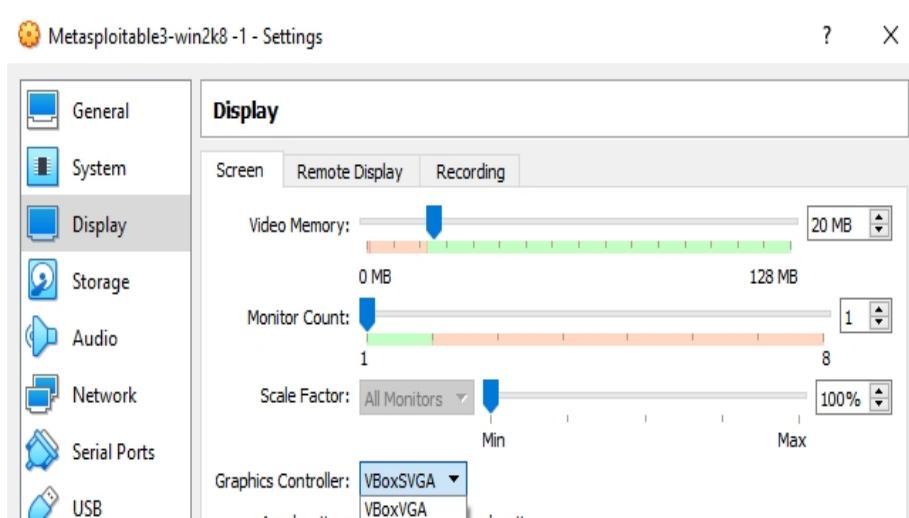 Metasploitable3-win2k8 -1 - Settings
?
General
System
Display
Storage
Audio
Network
Serial Ports
USB
Display
Screen
Remote Display
Recording
Video Memory:
20 MB
0 MB
128 MB
Monitor Count:
1
1
8
Scale Factor:
All Monitors
100%
Min
Max
Graphics Controller:
VBoxSVGA
VBoxVGA